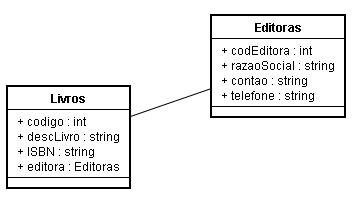 Editoras
+ codEditora : int
+ razaoSocial : string
+ contao : string
+ telefone : string
Livros
+ codigo : int
+ descLivro : string
+ ISBN : string
+ editora : Editoras